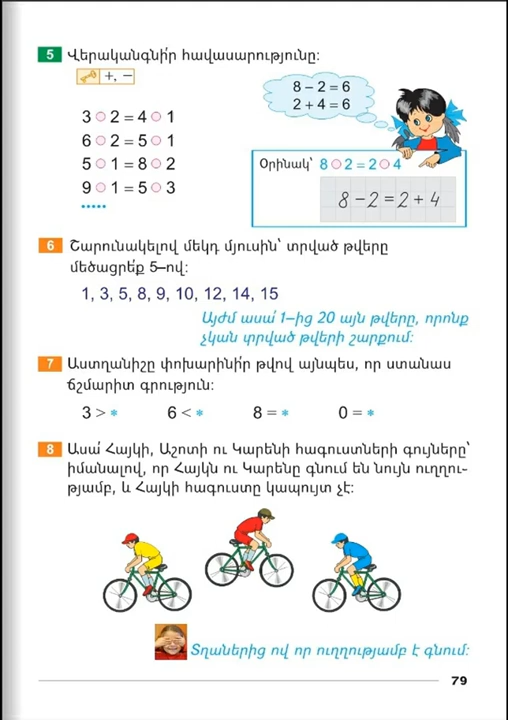 5 Վերականգնի՛ր հավասարությունը:
+, −
8 − 2 = 6
2 + 4 = 6
3 ○ 2 = 4 ○ 1
6 ○ 2 = 5 ○ 1
5 ○ 1 = 8 ○ 2
9 ○ 1 = 5 ○ 3
.....
Օրինակ՝ 8 ○ 2 = 2 ○ 4
8 − 2 = 2 + 4
6 Շարունակելով մեկդ մյուսին՝ տրված թվերը
մեծացրե՛ք 5–ով:
1, 3, 5, 8, 9, 10, 12, 14, 15
Այժմ ասա՛ 1–ից 20 այն թվերը, որոնք
չկան տրված թվերի շարքում:
7 Աստղանիշը փոխարինի՛ր թվով այնպես, որ ստանաս
ճշմարիտ գրություն:
3 > * 6 < * 8 = * 0 = *
8 Ասա՛ Հայկի, Աշոտի ու Կարենի հագուստների գույները՝
իմանալով, որ Հայկն ու Կարենը գնում են նույն ուղղու-
թյամբ, և Հայկի հագուստը կապույտ չէ:
Տղաներից ով որ ուղղությամբ է գնում:
79